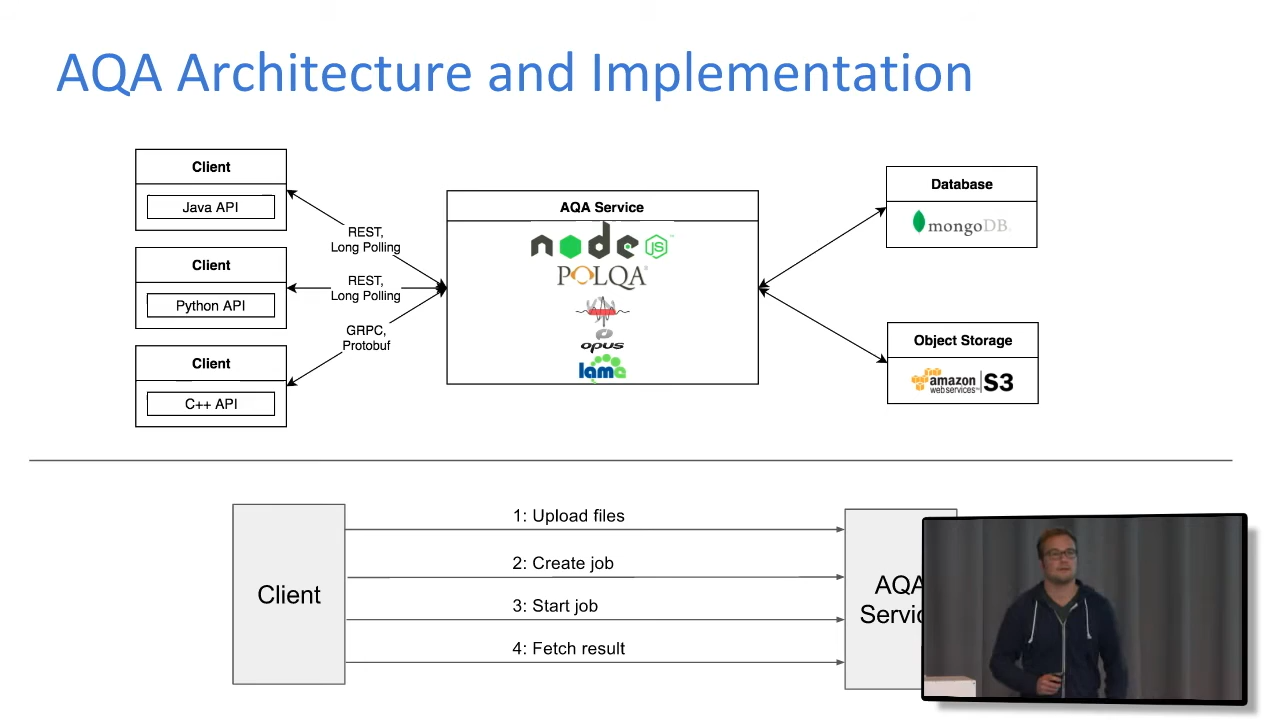 AQA Architecture and Implementation
Client
Java API
REST,
Long Polling
Client
Python API
REST,
Long Polling
Client
C++ API
GRPC,
Protobuf
AQA Service
node JS
POLQA
opus
lame
Database
mongoDB
Object Storage
amazon web services™ | S3
Client
1: Upload files
2: Create job
3: Start job
4: Fetch result
AQA